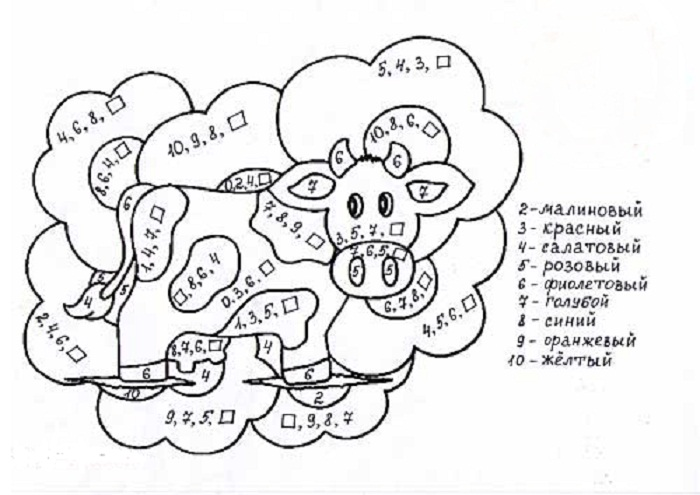 5, 4, 3, □
4, 6, 8, □
10, 9, 8, □
10, 8, 6, □
8, 6, 4, □
0, 2, 4, □
6
6
7
7
6
1, 4, 7, □
7, 8, 9, □
3, 5, 7, □
7, 6, 5, □
5
5
□, 8, 6, 4
0, 3, 6, □
6, 7, 8, □
5
5
4
4, 5, 6, □
1, 3, 5, □
2, 4, 6, □
8, 7, 6, □
4
6
4
6
10
2
9, 7, 5, □
□, 9, 8, 7
2 - малиновый
3 - красный
4 - салатовый
5 - розовый
6 - фиолетовый
7 - голубой
8 - синий
9 - оранжевый
10 - жёлтый